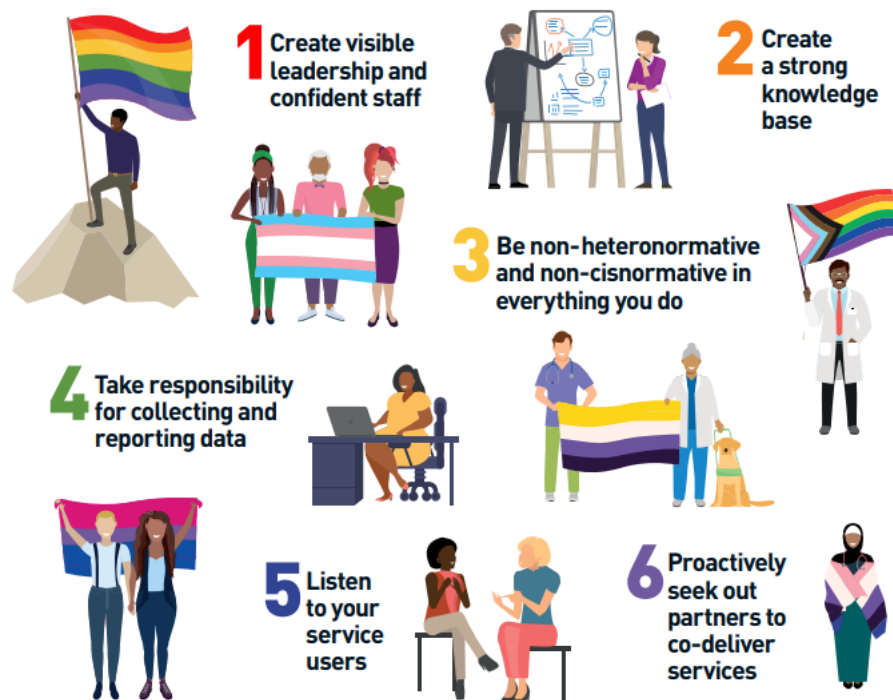 1 Create visible
leadership and
confident staff
2 Create
a strong
knowledge
base
3 Be non-heteronormative
and non-cisnormative in
everything you do
4 Take responsibility
for collecting and
reporting data
5 Listen
to your
service
users
6 Proactively
seek out
partners to
co-deliver
services